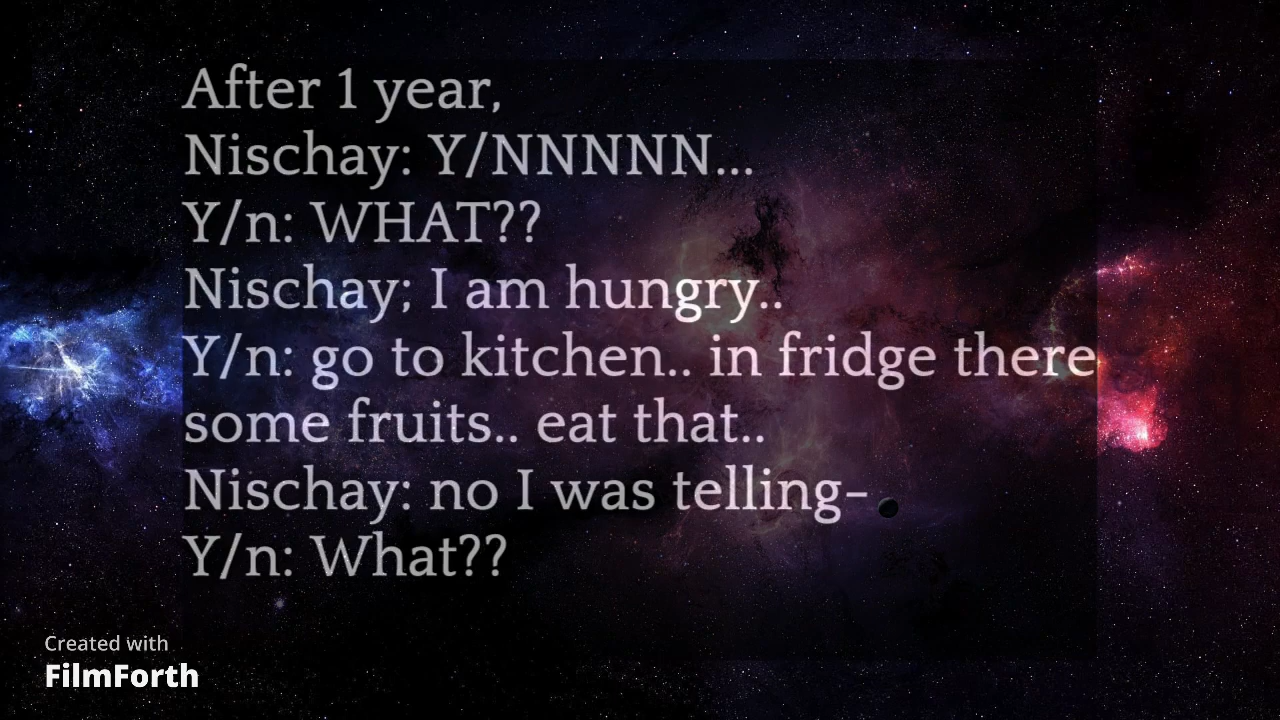 After 1 year,
Nischay: Y/NNNNN...
Y/n: WHAT??
Nischay; I am hungry..
Y/n: go to kitchen.. in fridge there
some fruits.. eat that..
Nischay: no I was telling-
Y/n: What??
Created with
FilmForth